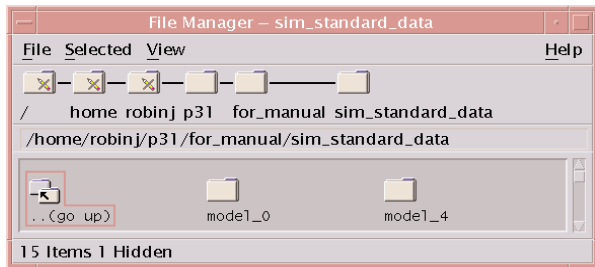 File Manager – sim_standard_data
File Selected View Help
/ home robinj p31 for_manual sim_standard_data
/home/robinj/p31/for_manual/sim_standard_data
..(go up) model_0 model_4
15 Items 1 Hidden